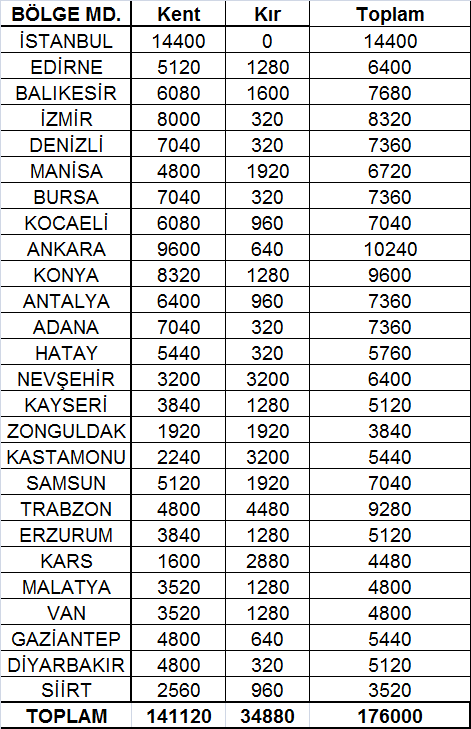 BÖLGE MD. Kent Kır Toplam
İSTANBUL 14400 0 14400
EDİRNE 5120 1280 6400
BALIKESİR 6080 1600 7680
İZMİR 8000 320 8320
DENİZLİ 7040 320 7360
MANİSA 4800 1920 6720
BURSA 7040 320 7360
KOCAELİ 6080 960 7040
ANKARA 9600 640 10240
KONYA 8320 1280 9600
ANTALYA 6400 960 7360
ADANA 7040 320 7360
HATAY 5440 320 5760
NEVŞEHİR 3200 3200 6400
KAYSERİ 3840 1280 5120
ZONGULDAK 1920 1920 3840
KASTAMONU 2240 3200 5440
SAMSUN 5120 1920 7040
TRABZON 4800 4480 9280
ERZURUM 3840 1280 5120
KARS 1600 2880 4480
MALATYA 3520 1280 4800
VAN 3520 1280 4800
GAZİANTEP 4800 640 5440
DİYARBAKIR 4800 320 5120
SİİRT 2560 960 3520
TOPLAM 141120 34880 176000